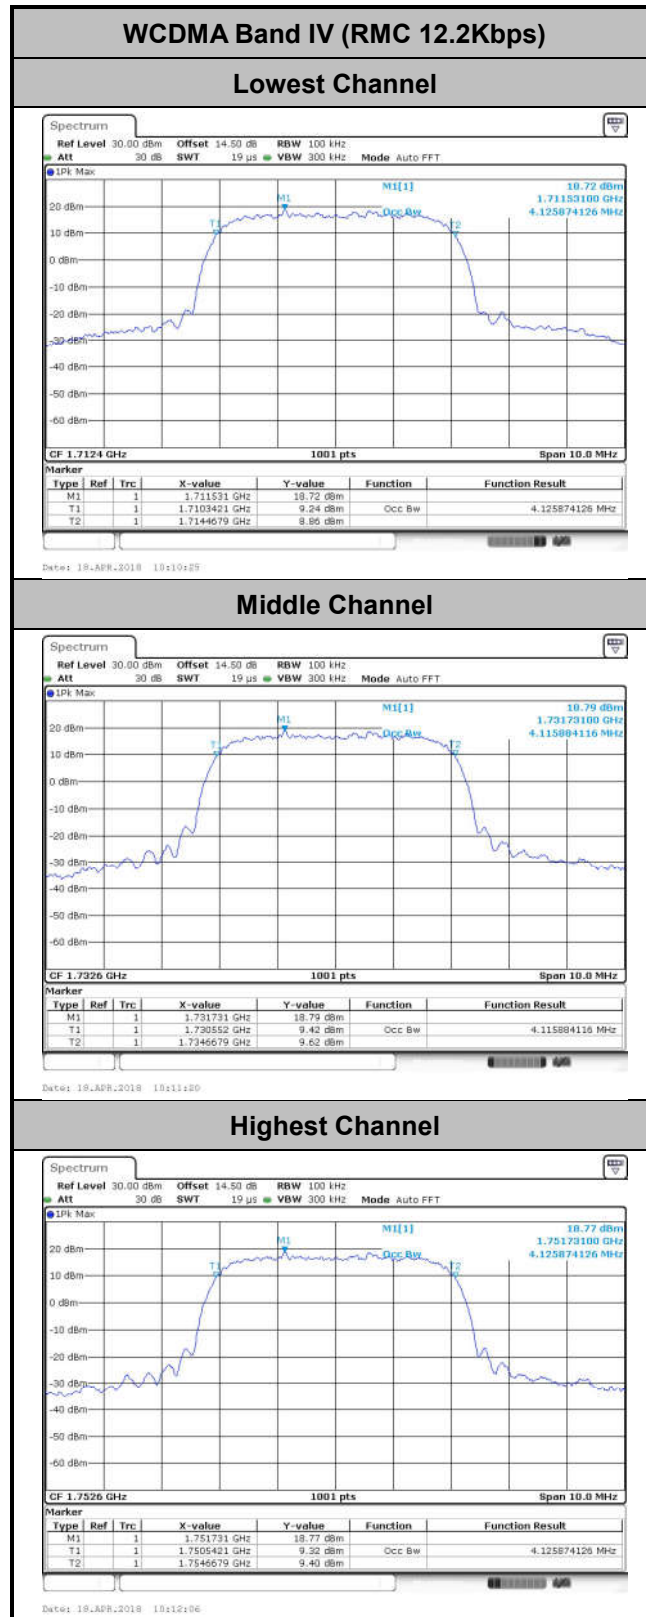 WCDMA Band IV (RMC 12.2Kbps)
Lowest Channel
Spectrum
Ref Level 30.00 dBm Offset 14.50 dB RBW 100 kHz
Att 30 dB SWT 19 µs VBW 300 kHz Mode Auto FFT
1Pk Max
M1[1] 18.72 dBm
1.71153100 GHz
Occ Bw 4.125874126 MHz
M1
T1
T2
20 dBm
10 dBm
0 dBm
-10 dBm
-20 dBm
-30 dBm
-40 dBm
-50 dBm
-60 dBm
CF 1.7124 GHz 1001 pts Span 10.0 MHz
Marker
Type Ref Trc X-value Y-value Function Function Result
M1 1 1.711531 GHz 18.72 dBm
T1 1 1.7103421 GHz 9.24 dBm Occ Bw 4.125874126 MHz
T2 1 1.7144679 GHz 8.86 dBm
Date: 18.APR.2018 10:10:25
Middle Channel
Spectrum
Ref Level 30.00 dBm Offset 14.50 dB RBW 100 kHz
Att 30 dB SWT 19 µs VBW 300 kHz Mode Auto FFT
1Pk Max
M1[1] 18.79 dBm
1.73173100 GHz
Occ Bw 4.115884116 MHz
M1
T1
T2
20 dBm
10 dBm
0 dBm
-10 dBm
-20 dBm
-30 dBm
-40 dBm
-50 dBm
-60 dBm
CF 1.7326 GHz 1001 pts Span 10.0 MHz
Marker
Type Ref Trc X-value Y-value Function Function Result
M1 1 1.731731 GHz 18.79 dBm
T1 1 1.730552 GHz 9.42 dBm Occ Bw 4.115884116 MHz
T2 1 1.7346679 GHz 9.62 dBm
Date: 18.APR.2018 10:11:20
Highest Channel
Spectrum
Ref Level 30.00 dBm Offset 14.50 dB RBW 100 kHz
Att 30 dB SWT 19 µs VBW 300 kHz Mode Auto FFT
1Pk Max
M1[1] 18.77 dBm
1.75173100 GHz
Occ Bw 4.125874126 MHz
M1
T1
T2
20 dBm
10 dBm
0 dBm
-10 dBm
-20 dBm
-30 dBm
-40 dBm
-50 dBm
-60 dBm
CF 1.7526 GHz 1001 pts Span 10.0 MHz
Marker
Type Ref Trc X-value Y-value Function Function Result
M1 1 1.751731 GHz 18.77 dBm
T1 1 1.7505421 GHz 9.32 dBm Occ Bw 4.125874126 MHz
T2 1 1.7546679 GHz 9.40 dBm
Date: 18.APR.2018 10:12:06